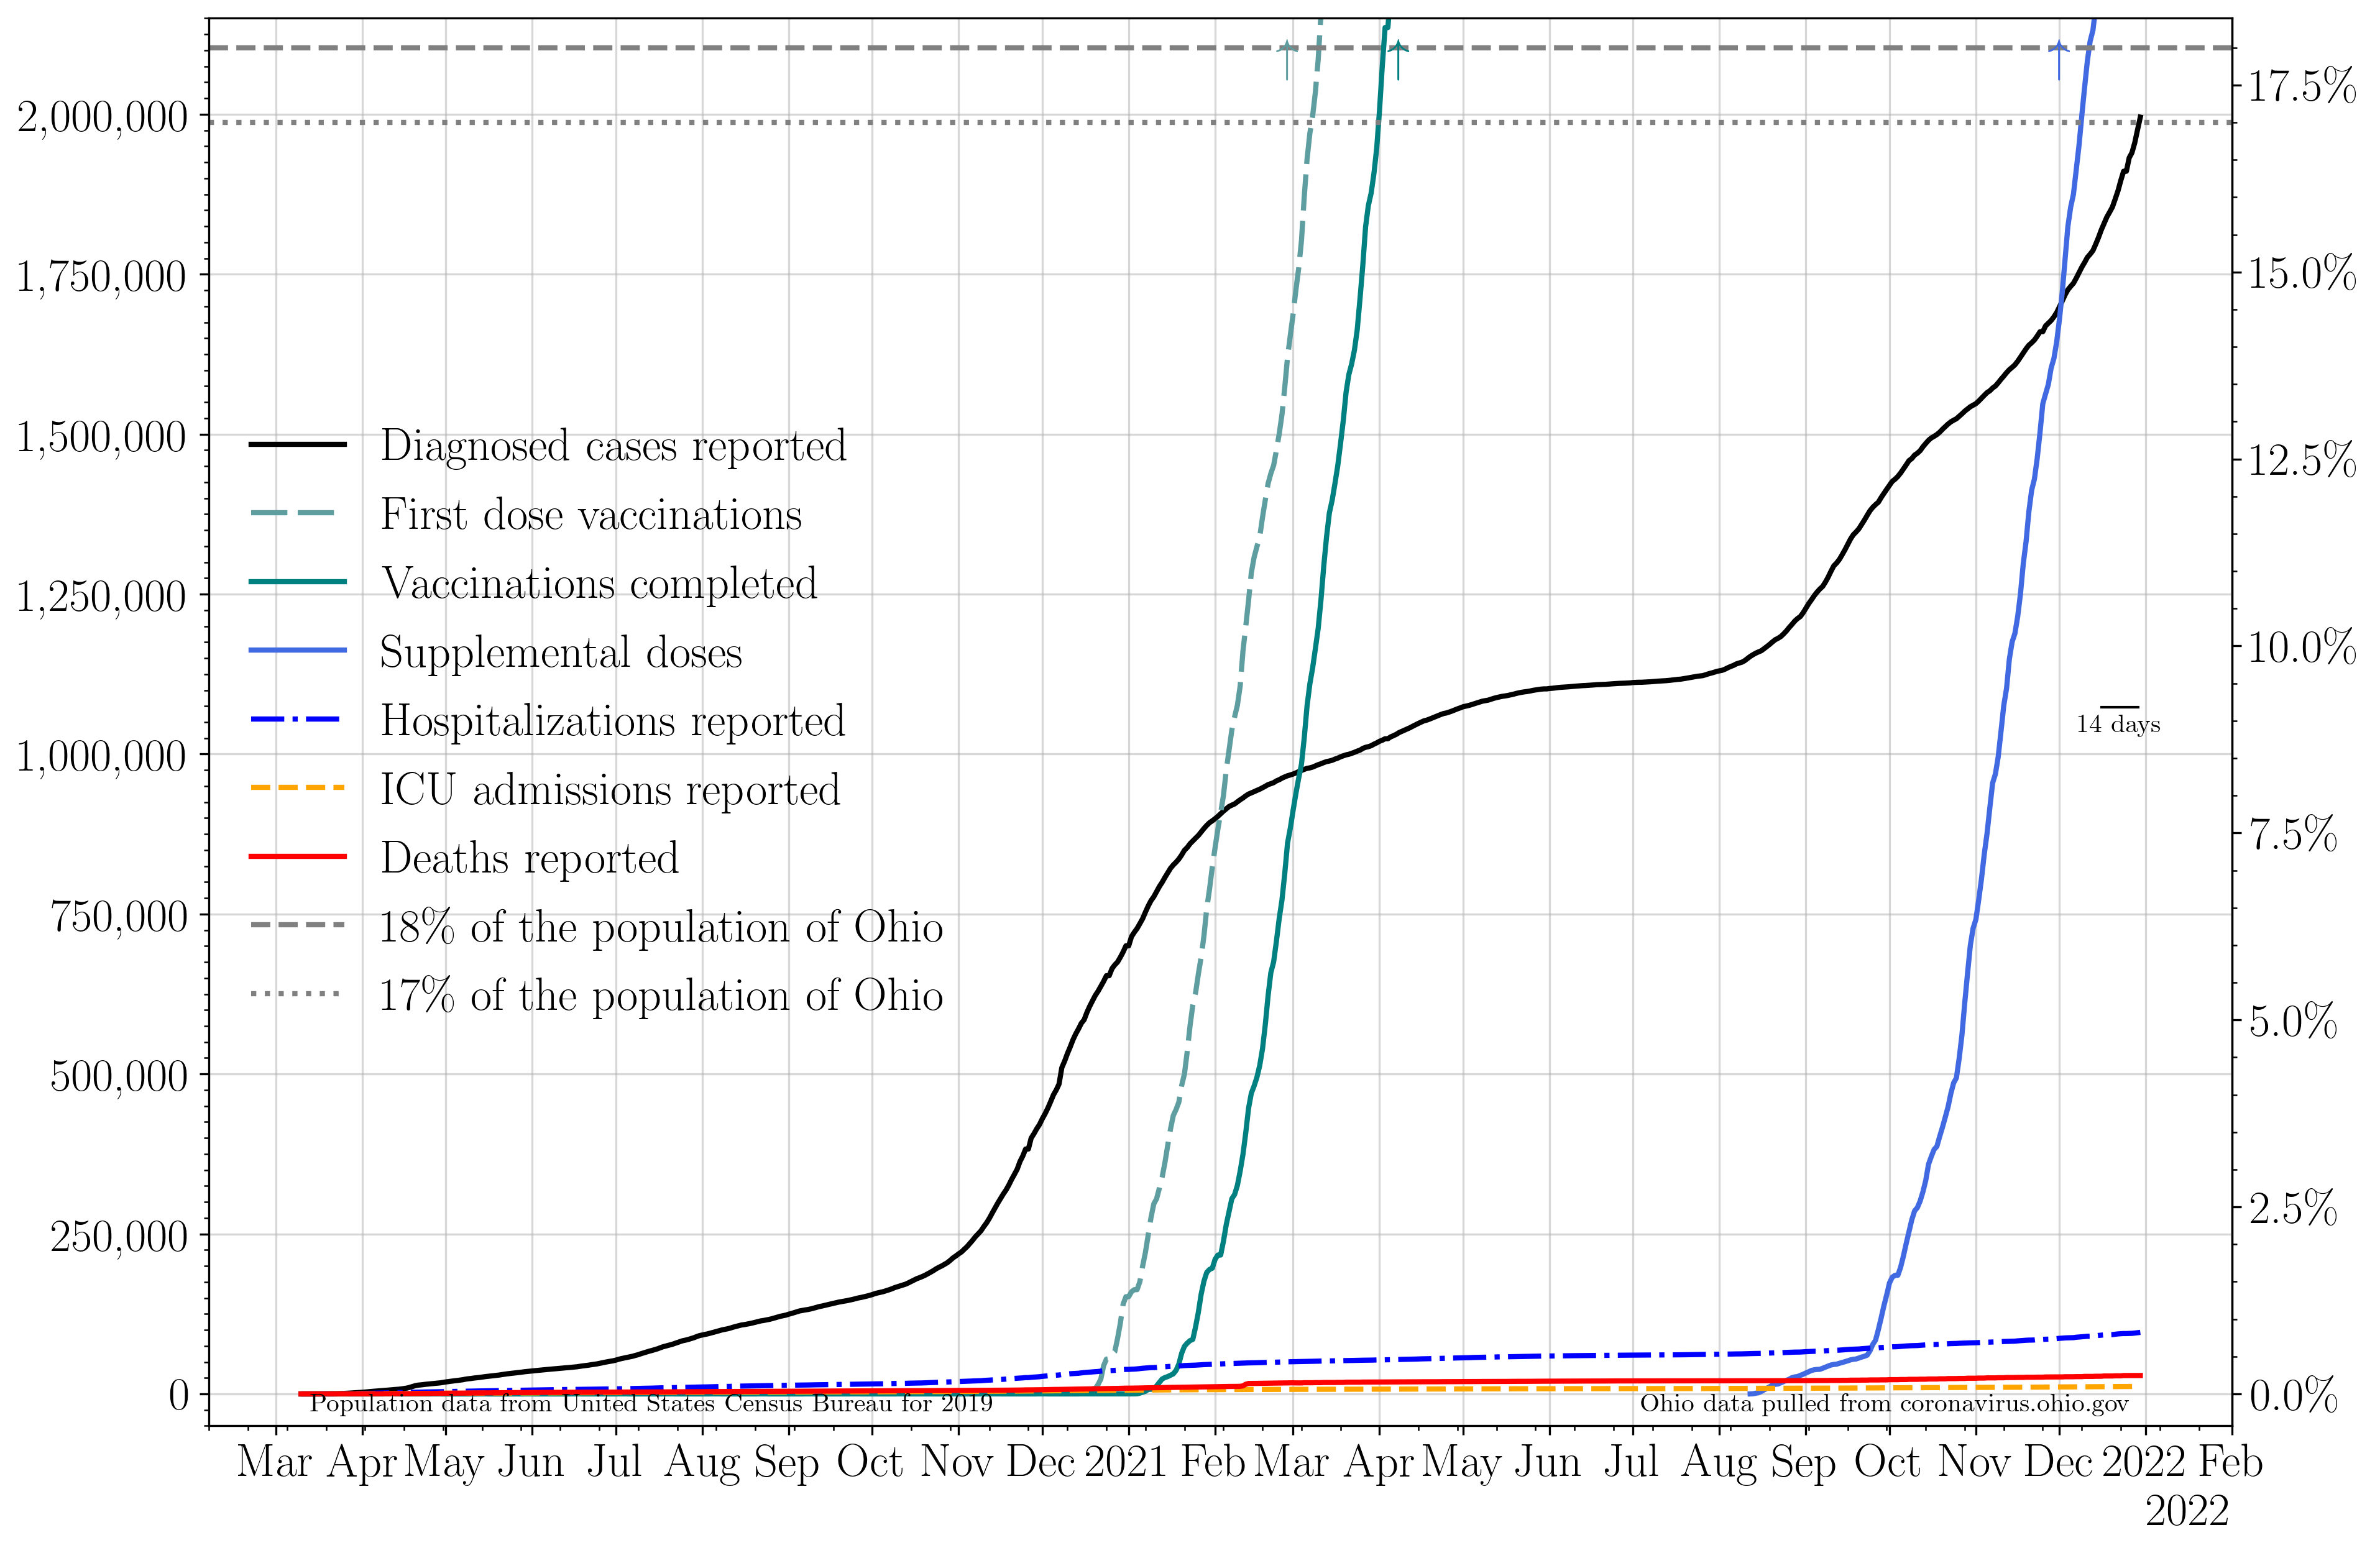 2,000,000
1,750,000
1,500,000
1,250,000
1,000,000
750,000
500,000
250,000
0
17.5%
15.0%
12.5%
10.0%
7.5%
5.0%
2.5%
0.0%
Diagnosed cases reported
First dose vaccinations
Vaccinations completed
Supplemental doses
Hospitalizations reported
ICU admissions reported
Deaths reported
18% of the population of Ohio
17% of the population of Ohio
14 days
Population data from United States Census Bureau for 2019
Ohio data pulled from coronavirus.ohio.gov
Mar Apr May Jun Jul Aug Sep Oct Nov Dec 2021 Feb Mar Apr May Jun Jul Aug Sep Oct Nov Dec 2022 Feb
2022